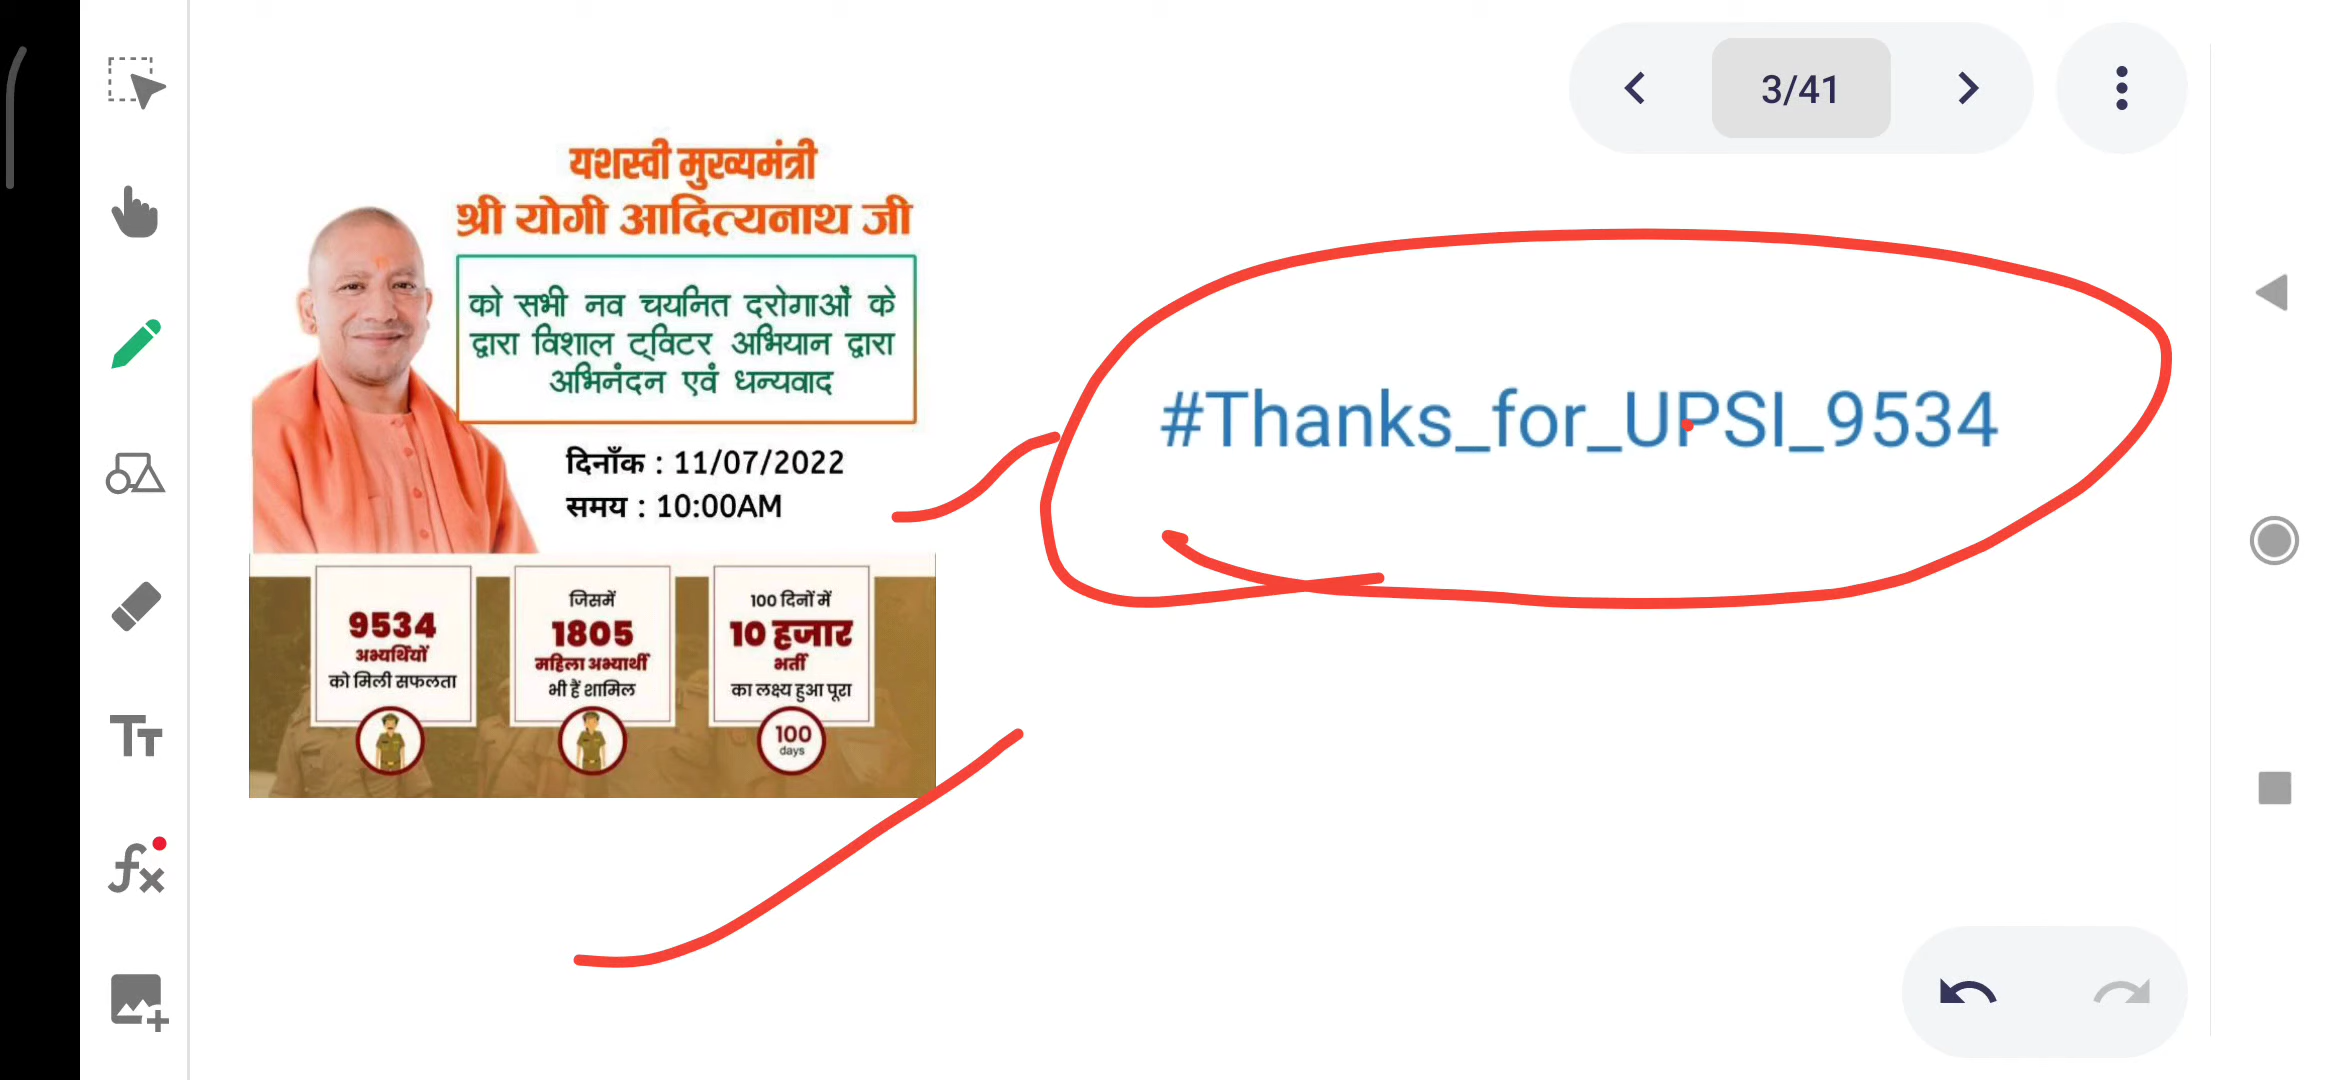 3/41
यशस्वी मुख्यमंत्री
श्री योगी आदित्यनाथ जी
को सभी नव चयनित दरोगाओं के
द्वारा विशाल ट्विटर अभियान द्वारा
अभिनंदन एवं धन्यवाद
दिनाँक : 11/07/2022
समय : 10:00AM
#Thanks_for_UPSI_9534
9534
अभ्यर्थियों
को मिली सफलता
जिसमें
1805
महिला अभ्यार्थी
भी हैं शामिल
100 दिनों में
10 हजार
भर्ती
का लक्ष्य हुआ पूरा
100
days
TT
fx